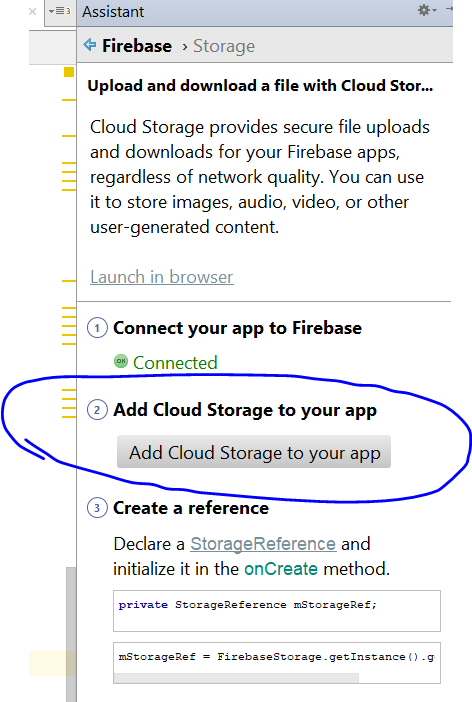 3
Assistant
Firebase › Storage
Upload and download a file with Cloud Stor...
Cloud Storage provides secure file uploads
and downloads for your Firebase apps,
regardless of network quality. You can use
it to store images, audio, video, or other
user-generated content.
Launch in browser
1 Connect your app to Firebase
OK Connected
2 Add Cloud Storage to your app
Add Cloud Storage to your app
3 Create a reference
Declare a StorageReference and
initialize it in the onCreate method.
private StorageReference mStorageRef;
mStorageRef = FirebaseStorage.getInstance().g